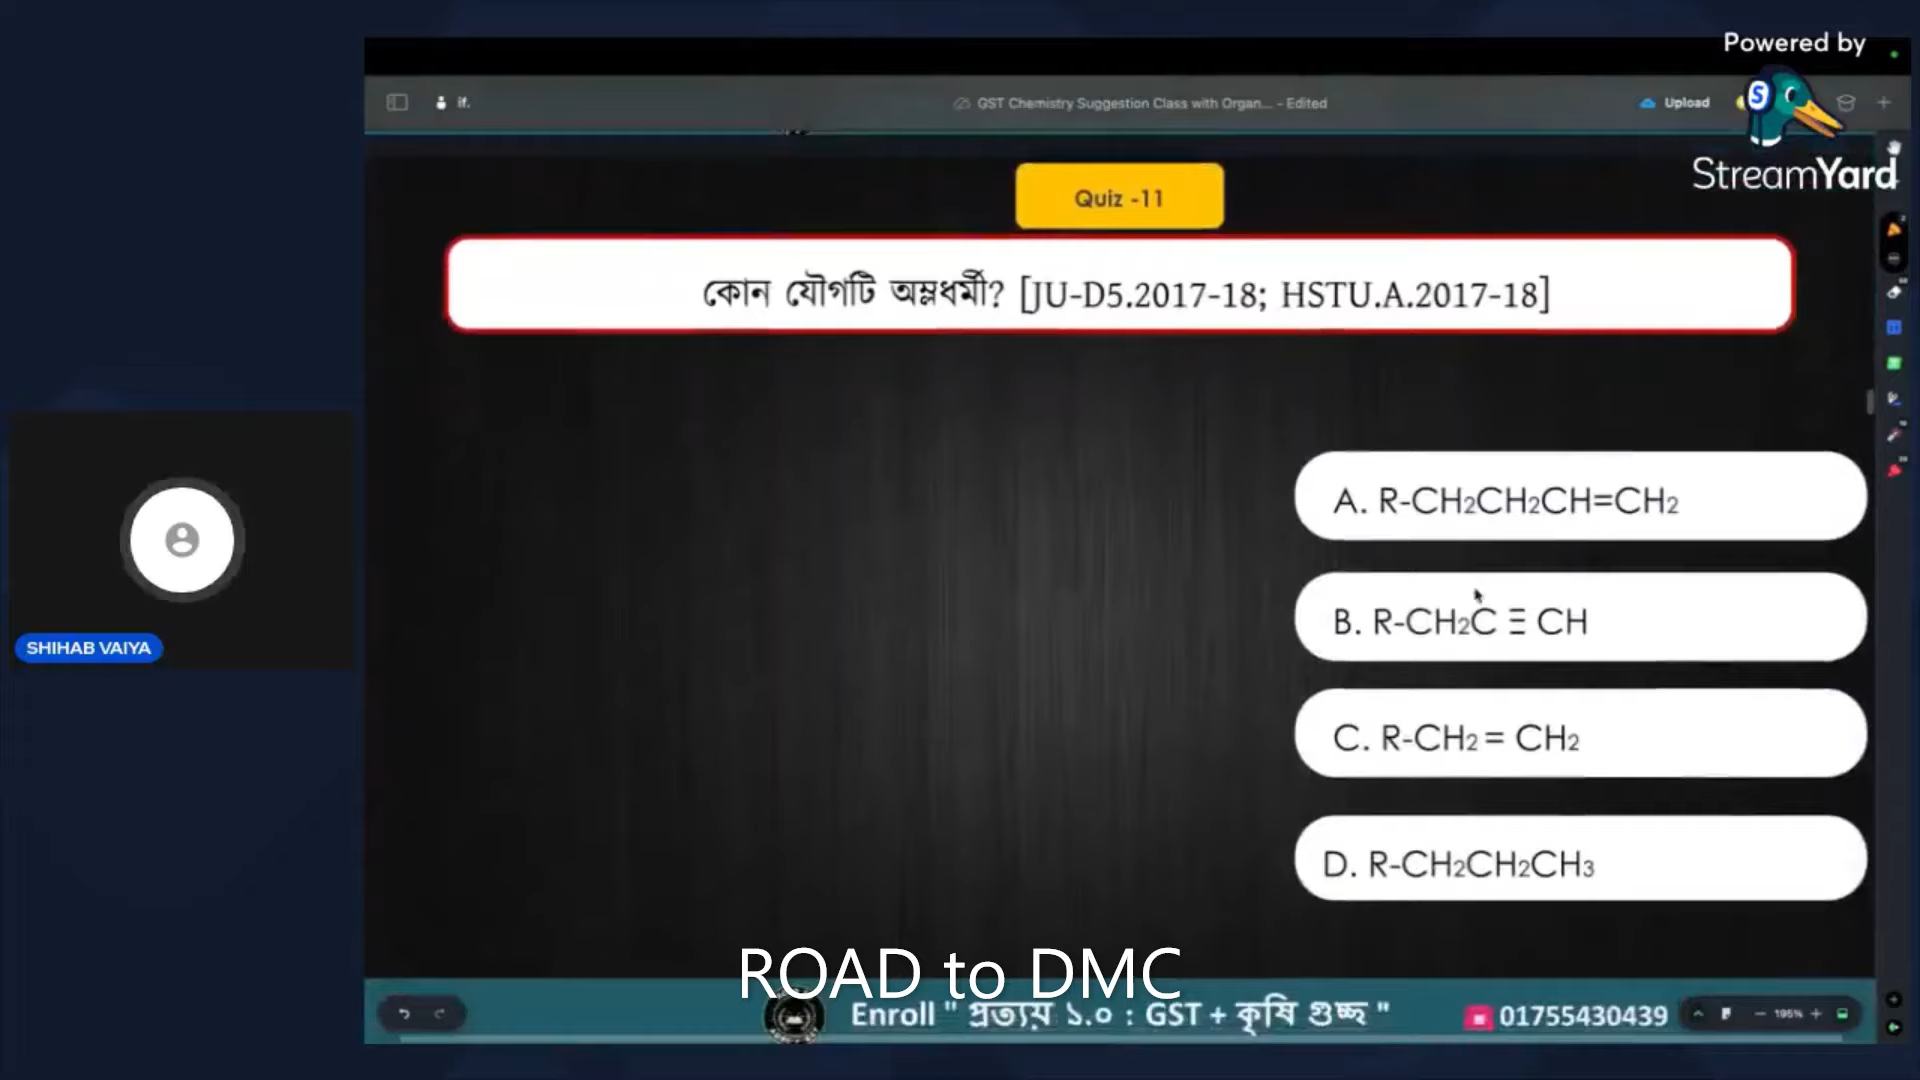 Powered by
StreamYard
if.
GST Chemistry Suggestion Class with Organ... - Edited
Upload
Quiz -11
কোন যৌগটি অম্লধর্মী? [JU-D5.2017-18; HSTU.A.2017-18]
A. R-CH₂CH₂CH=CH₂
B. R-CH₂C ≡ CH
C. R-CH₂ = CH₂
D. R-CH₂CH₂CH₃
SHIHAB VAIYA
ROAD to DMC
Enroll " প্রত্যয় ১.০ : GST + কৃষি গুচ্ছ "
01755430439
195%